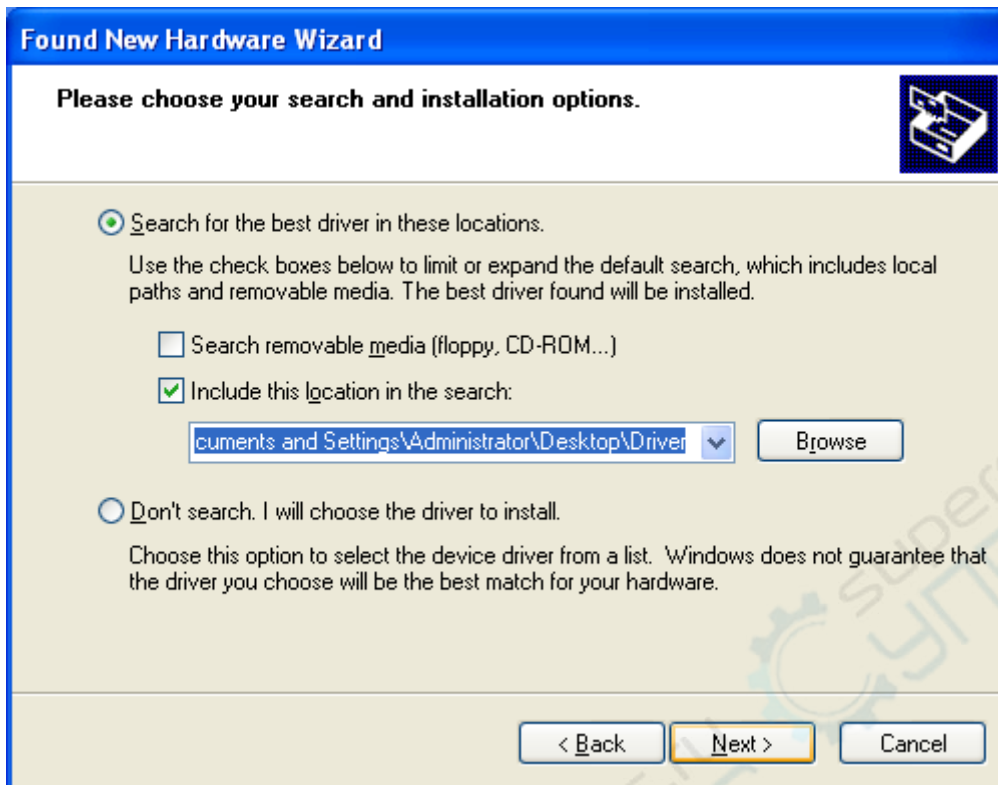 Found New Hardware Wizard
Please choose your search and installation options.
Search for the best driver in these locations.
Use the check boxes below to limit or expand the default search, which includes local
paths and removable media. The best driver found will be installed.
Search removable media (floppy, CD-ROM...)
Include this location in the search:
cuments and Settings\Administrator\Desktop\Driver
Browse
Don't search. I will choose the driver to install.
Choose this option to select the device driver from a list. Windows does not guarantee that
the driver you choose will be the best match for your hardware.
< Back
Next >
Cancel